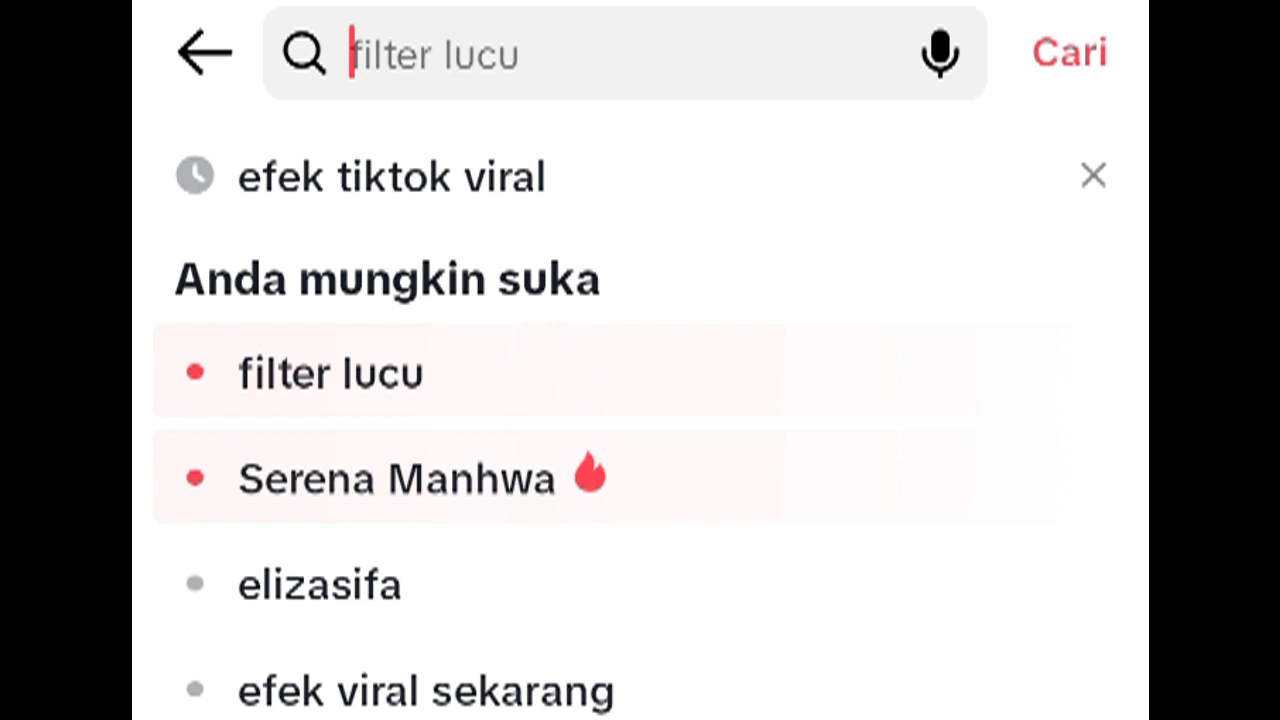 filter lucu
Cari
efek tiktok viral
Anda mungkin suka
filter lucu
Serena Manhwa
elizasifa
efek viral sekarang